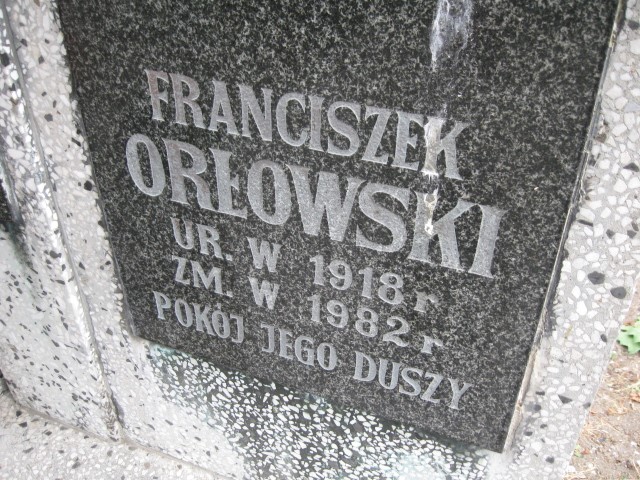 FRANCISZEK
ORŁOWSKI
UR. W 1918 r
ZM. W 1982 r
POKÓJ JEGO DUSZY